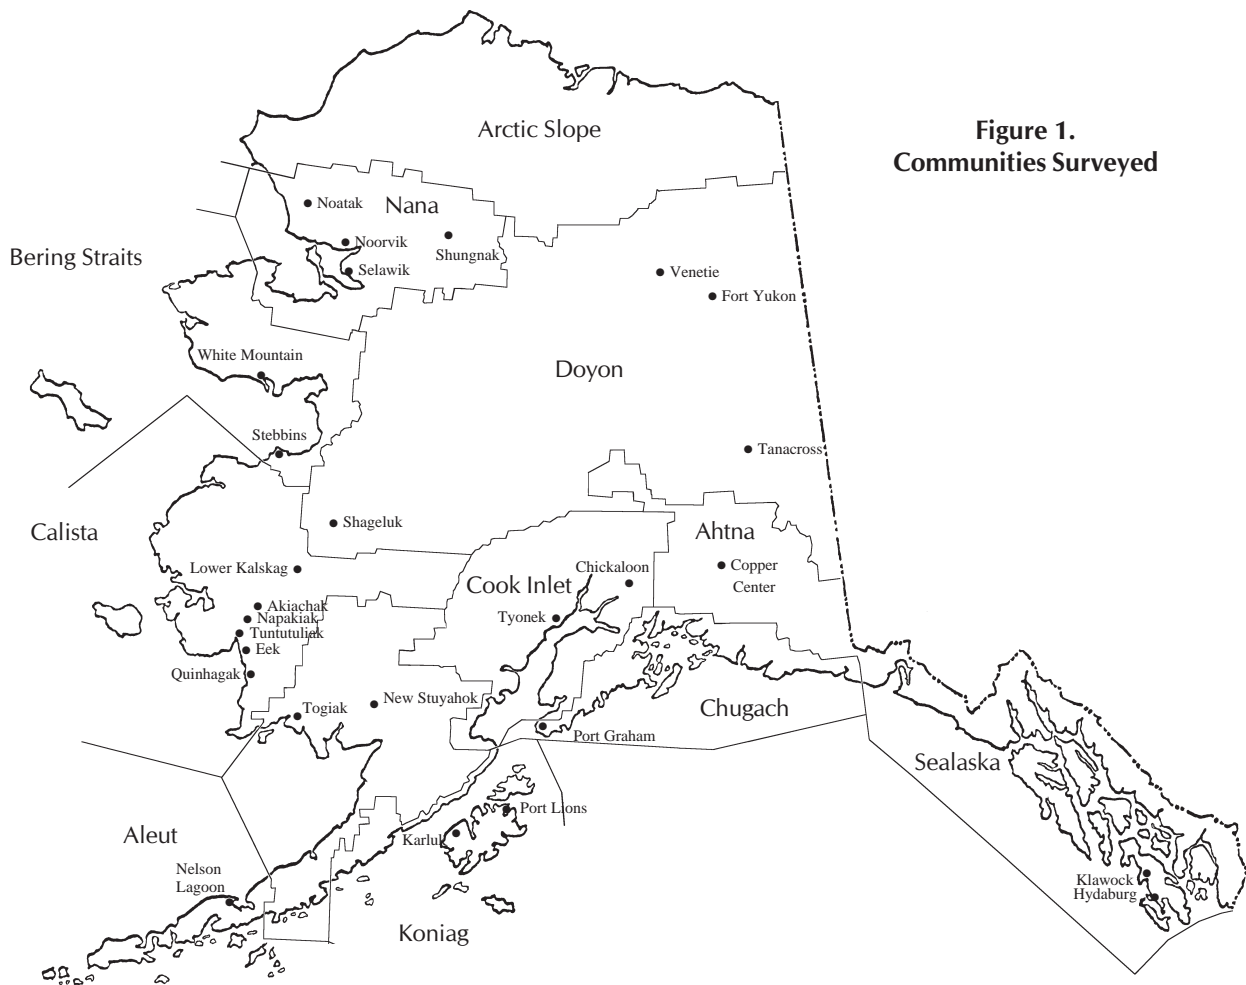 Figure 1.
Communities Surveyed
Arctic Slope
Noatak
Nana
Noorvik
Shungnak
Bering Straits
Selawik
Venetie
Fort Yukon
White Mountain
Doyon
Stebbins
Tanacross
Shageluk
Calista
Ahtna
Lower Kalskag
Chickaloon
Copper
Center
Cook Inlet
Akiachak
Napakiak
Tyonek
Tuntutuliak
Eek
Quinhagak
New Stuyahok
Togiak
Chugach
Port Graham
Sealaska
Port Lions
Aleut
Karluk
Nelson
Lagoon
Klawock
Hydaburg
Koniag